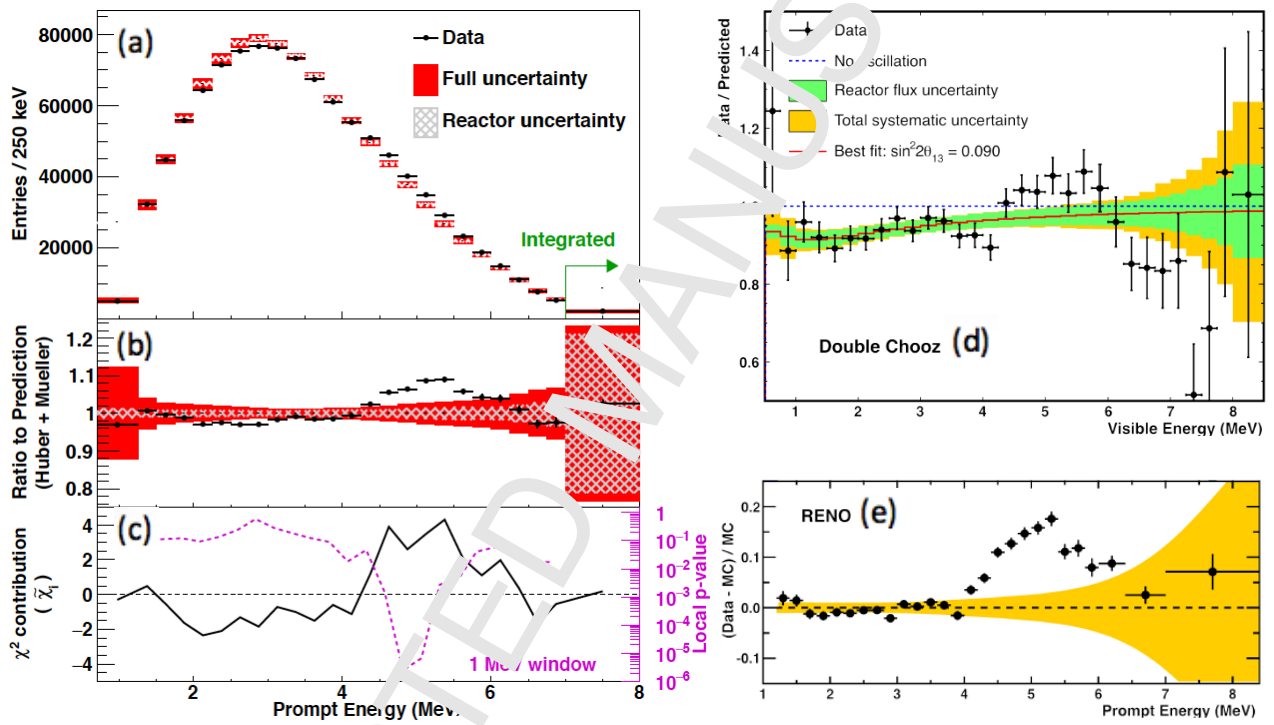 (a)
Data
Full uncertainty
Reactor uncertainty
Integrated
Entries / 250 keV
80000
60000
40000
20000
(b)
Ratio to Prediction
(Huber + Mueller)
1.2
1.1
1
0.9
0.8
(c)
χ² contribution
( χ̃ᵢ )
4
2
0
−2
−4
1
10⁻¹
10⁻²
10⁻³
10⁻⁴
10⁻⁵
10⁻⁶
Local p-value
1 MeV window
2 4 6 8
Prompt Energy (MeV)
Data
No oscillation
Reactor flux uncertainty
Total systematic uncertainty
Best fit: sin²2θ₁₃ = 0.090
Data / Predicted
1.4
1.2
1.0
0.8
0.6
Double Chooz (d)
1 2 3 4 5 6 7 8
Visible Energy (MeV)
RENO (e)
(Data - MC) / MC
0.2
0.1
0.0
-0.1
1 2 3 4 5 6 7 8
Prompt Energy (MeV)
TED MANUS